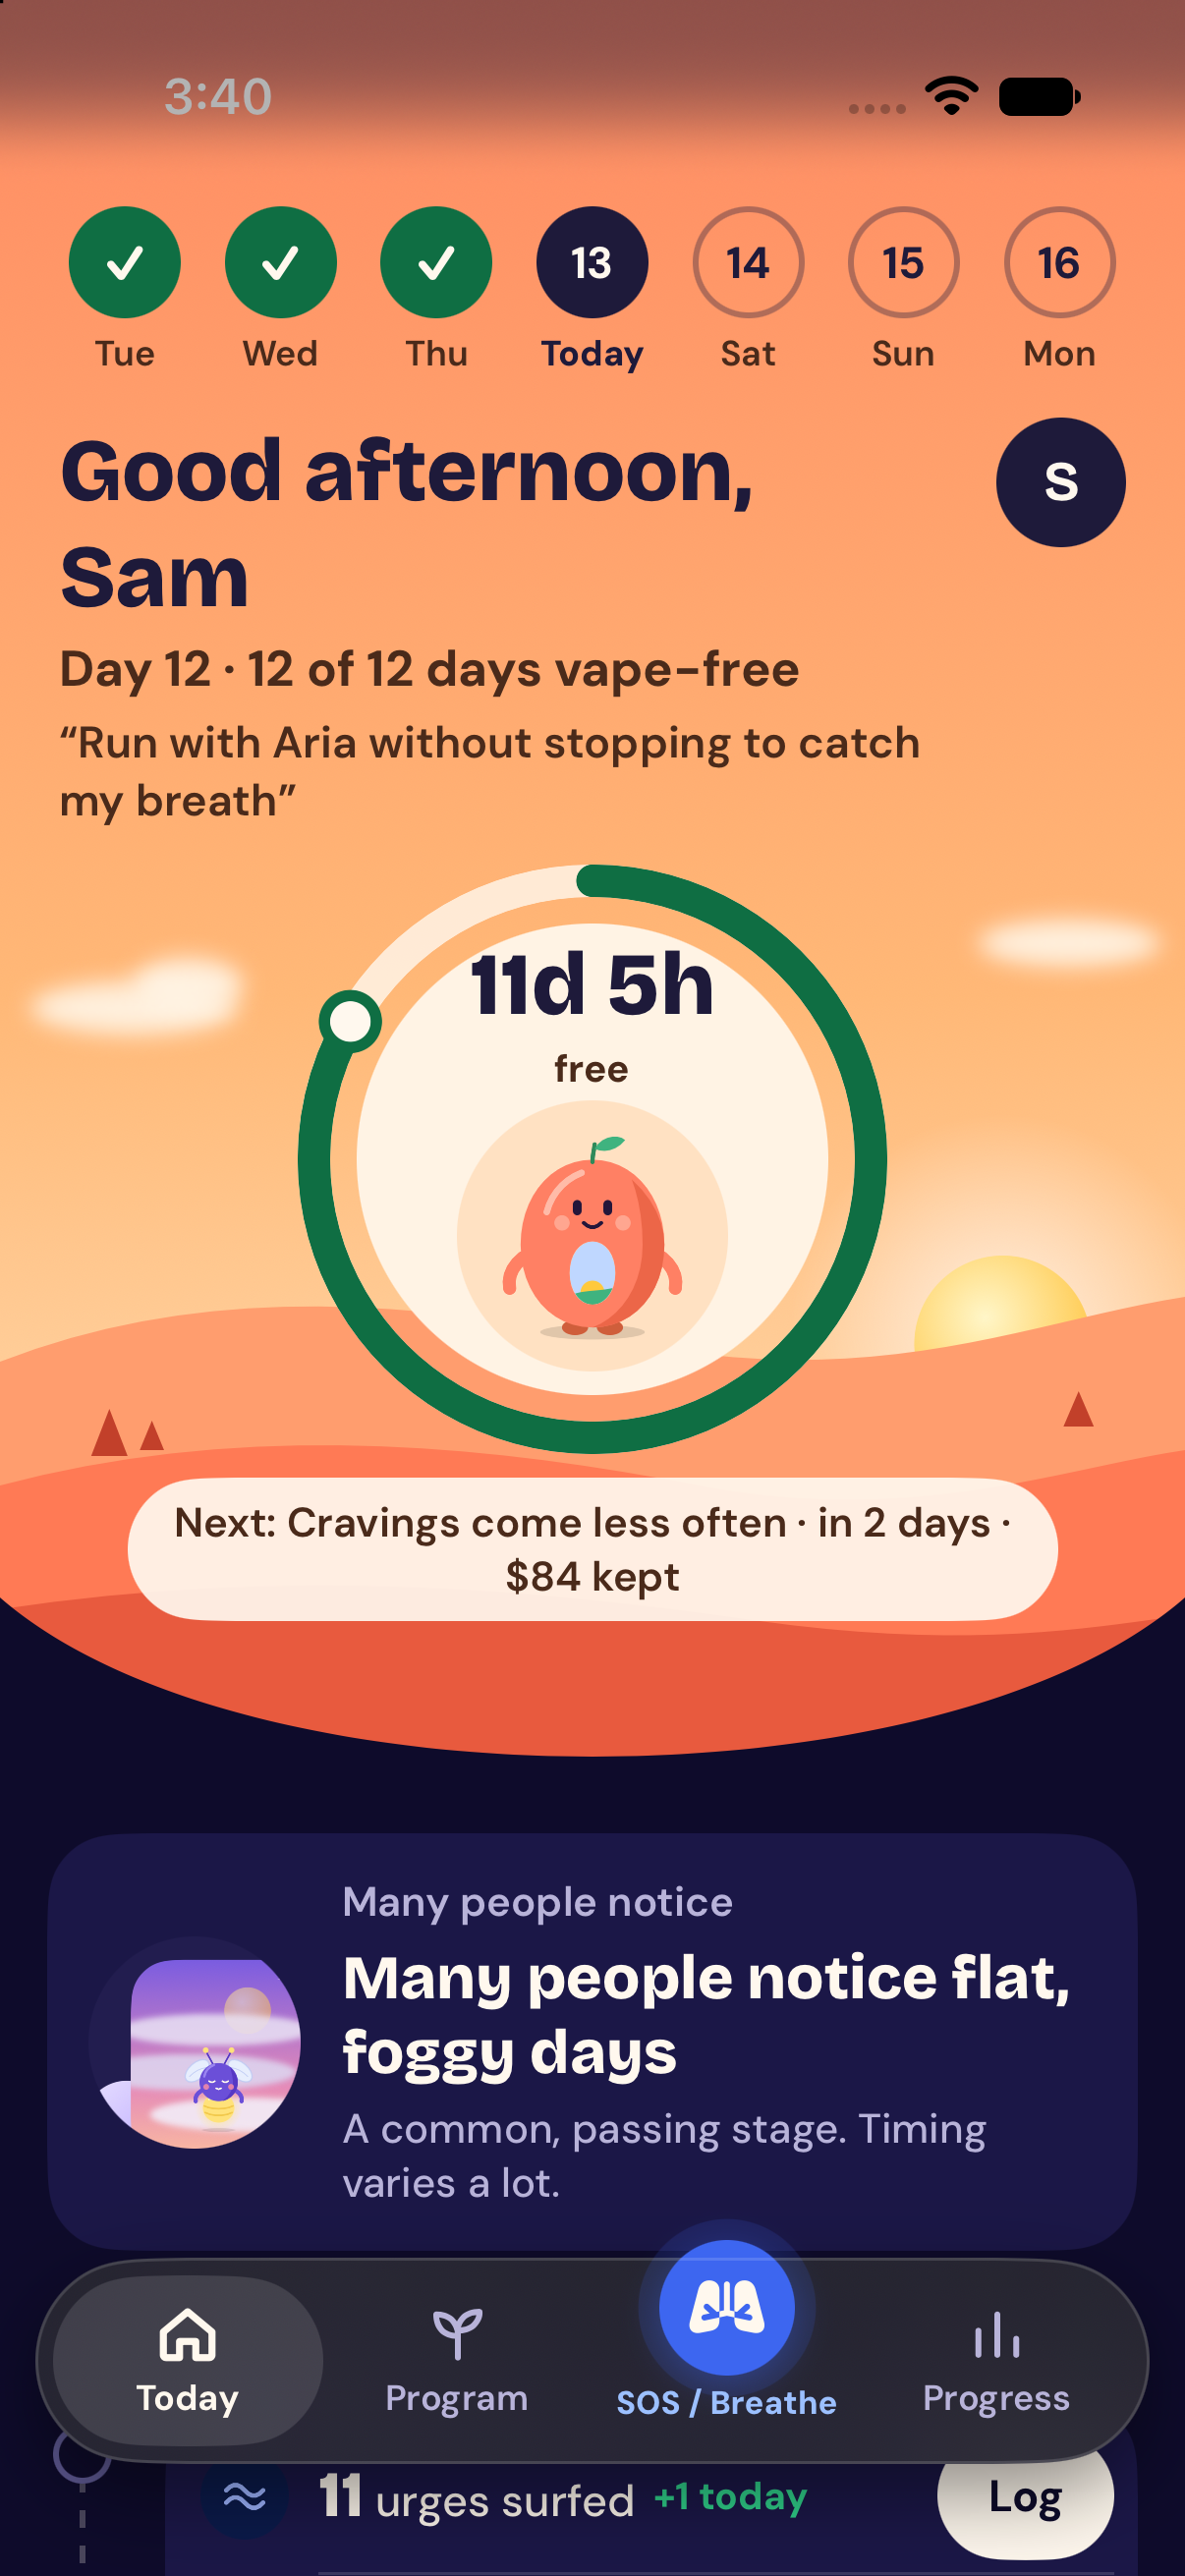 3:40
13 14 15 16
Tue Wed Thu Today Sat Sun Mon
Good afternoon,
Sam
S
Day 12 · 12 of 12 days vape-free
“Run with Aria without stopping to catch
my breath”
11d 5h
free
Next: Cravings come less often · in 2 days ·
$84 kept
Many people notice
Many people notice flat,
foggy days
A common, passing stage. Timing
varies a lot.
Today Program SOS / Breathe Progress
11 urges surfed +1 today Log